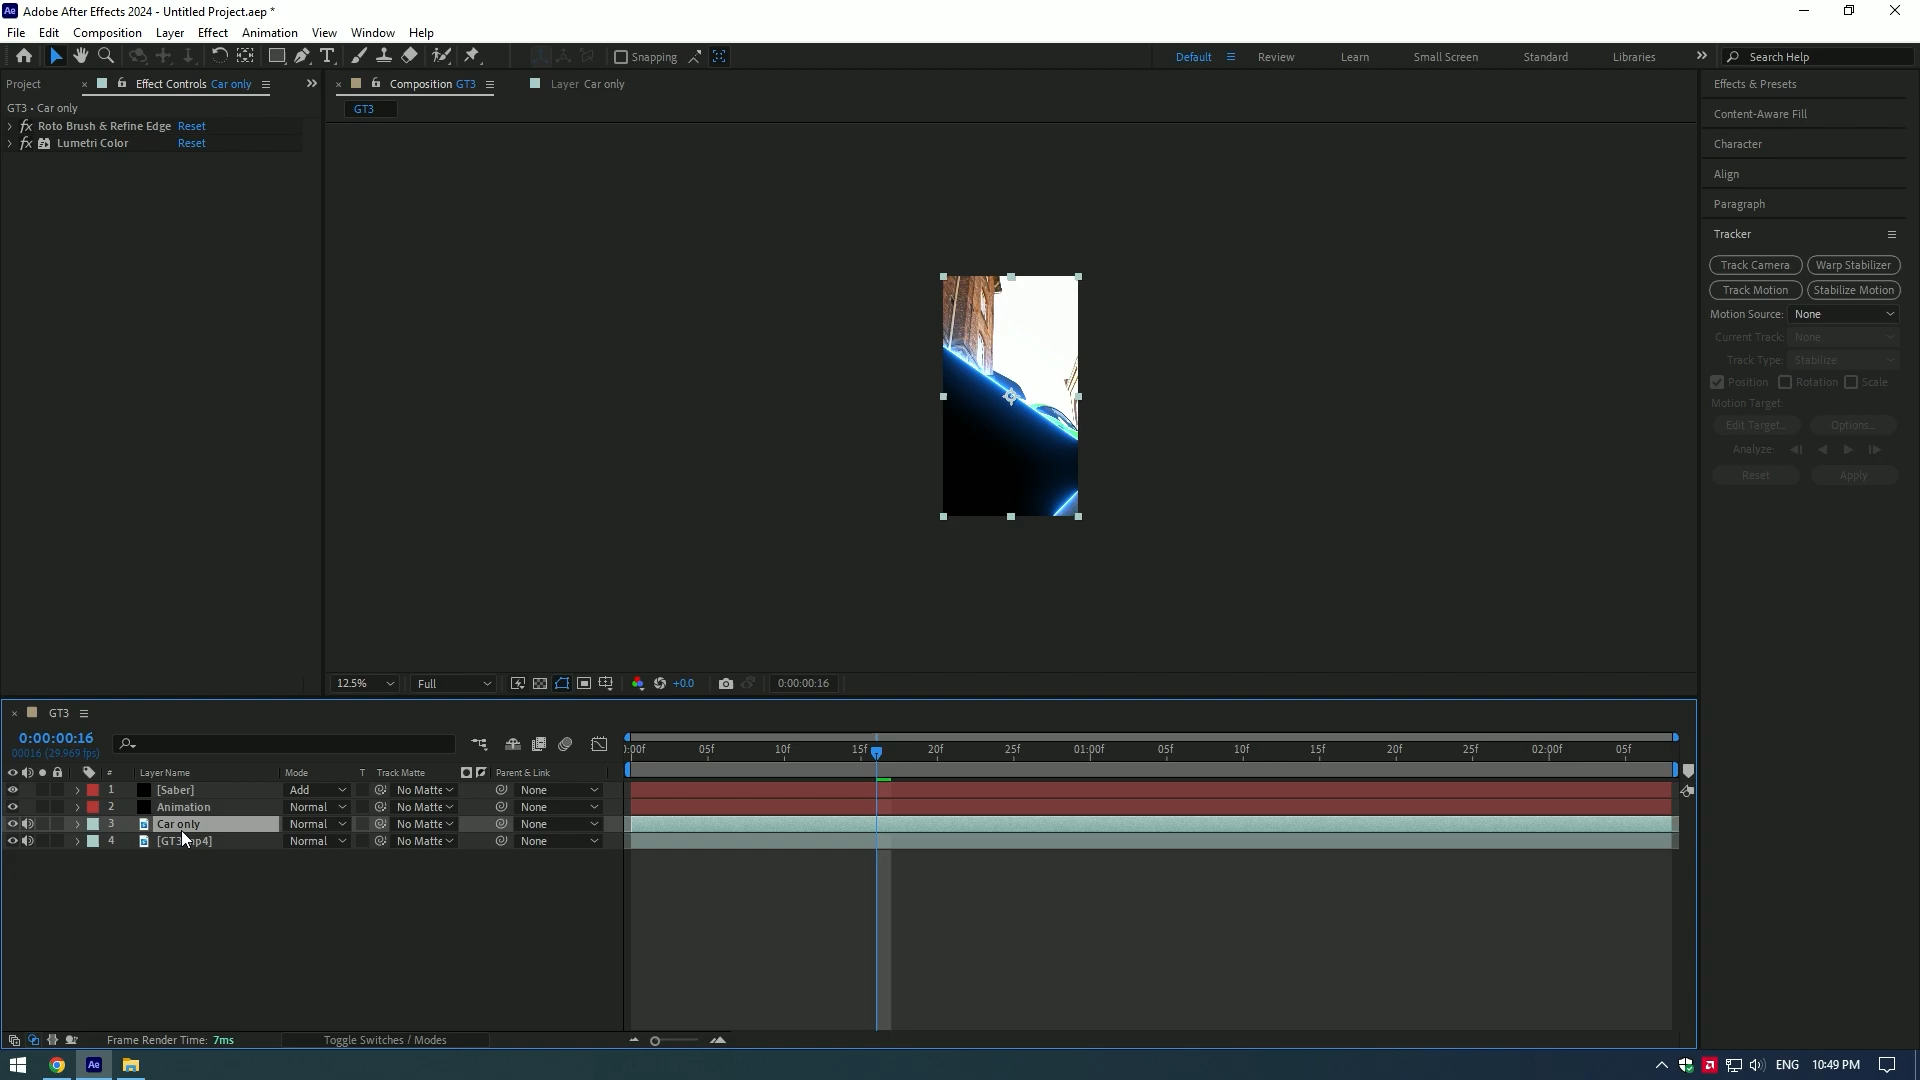 Adobe After Effects 2024 - Untitled Project.aep *
File Edit Composition Layer Effect Animation View Window Help
Snapping
Default Review Learn Small Screen Standard Libraries
Search Help
Project
Effect Controls Car only
GT3 • Car only
fx Roto Brush & Refine Edge Reset
fx Lumetri Color Reset
Composition GT3
Layer Car only
GT3
Effects & Presets
Content-Aware Fill
Character
Align
Paragraph
Tracker
Track Camera Warp Stabilizer
Track Motion Stabilize Motion
Motion Source: None
Current Track: None
Track Type: Stabilize
Position Rotation Scale
Motion Target:
Edit Target... Options...
Analyze:
Reset Apply
12.5% Full +0.0 0:00:00:16
GT3
0:00:00:16
00016 (29.969 fps)
):00f 05f 10f 15f 20f 25f 01:00f 05f 10f 15f 20f 25f 02:00f 05f
# Layer Name Mode T Track Matte Parent & Link
1 [Saber] Add No Matte None
2 Animation Normal No Matte None
3 Car only Normal No Matte None
4 Normal No Matte None
Frame Render Time: 7ms Toggle Switches / Modes
Ae ENG 10:49 PM